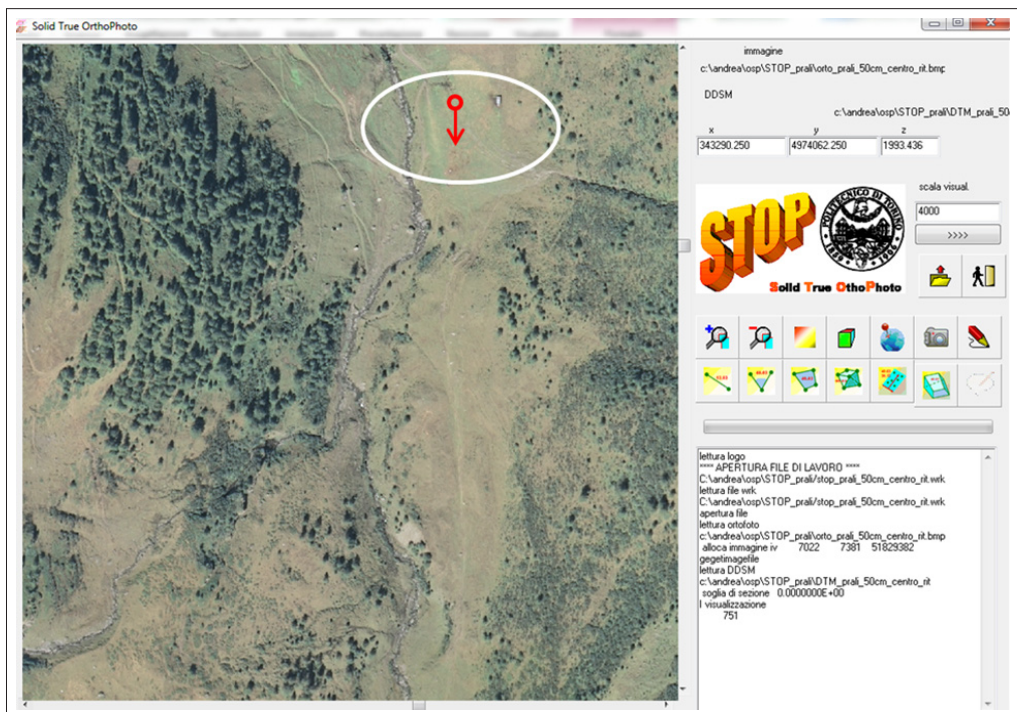 Solid True OrthoPhoto
immagine
c:\andrea\osp\STOP_prali\orto_prali_50cm_centro_rit.bmp
DDSM
c:\andrea\osp\STOP_prali\DTM_prali_50
x y z
343290.250 4974062.250 1993.436
scala visual.
4000
>>>>
STOP
POLITECNICO DI TORINO
Solid True OthoPhoto
lettura logo
**** APERTURA FILE DI LAVORO ****
C:\andrea\osp\STOP_prali/stop_prali_50cm_centro_rit.wrk
lettura file wrk
C:\andrea\osp\STOP_prali/stop_prali_50cm_centro_rit.wrk
apertura file
lettura ortofoto
c:\andrea\osp\STOP_prali\orto_prali_50cm_centro_rit.bmp
alloca immagine iv 7022 7381 51829382
gegetimagefile
lettura DDSM
c:\andrea\osp\STOP_prali\DTM_prali_50cm_centro_rit
soglia di sezione 0.0000000E+00
I visualizzazione
751